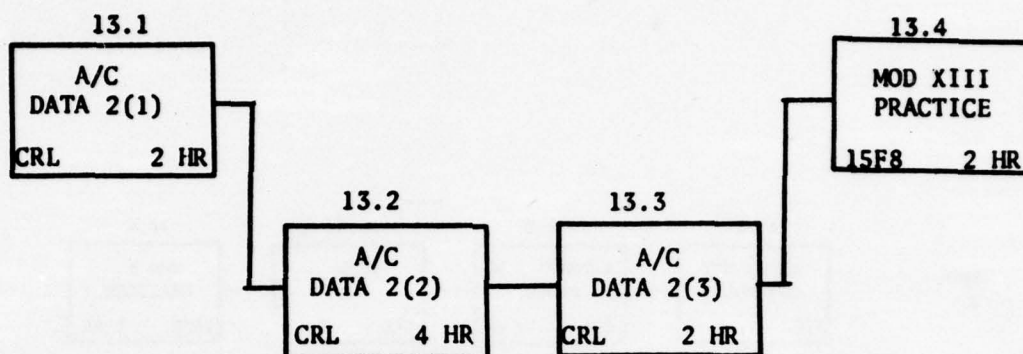 13.1
A/C
DATA 2(1)
CRL 2 HR
13.2
A/C
DATA 2(2)
CRL 4 HR
13.3
A/C
DATA 2(3)
CRL 2 HR
13.4
MOD XIII
PRACTICE
15F8 2 HR